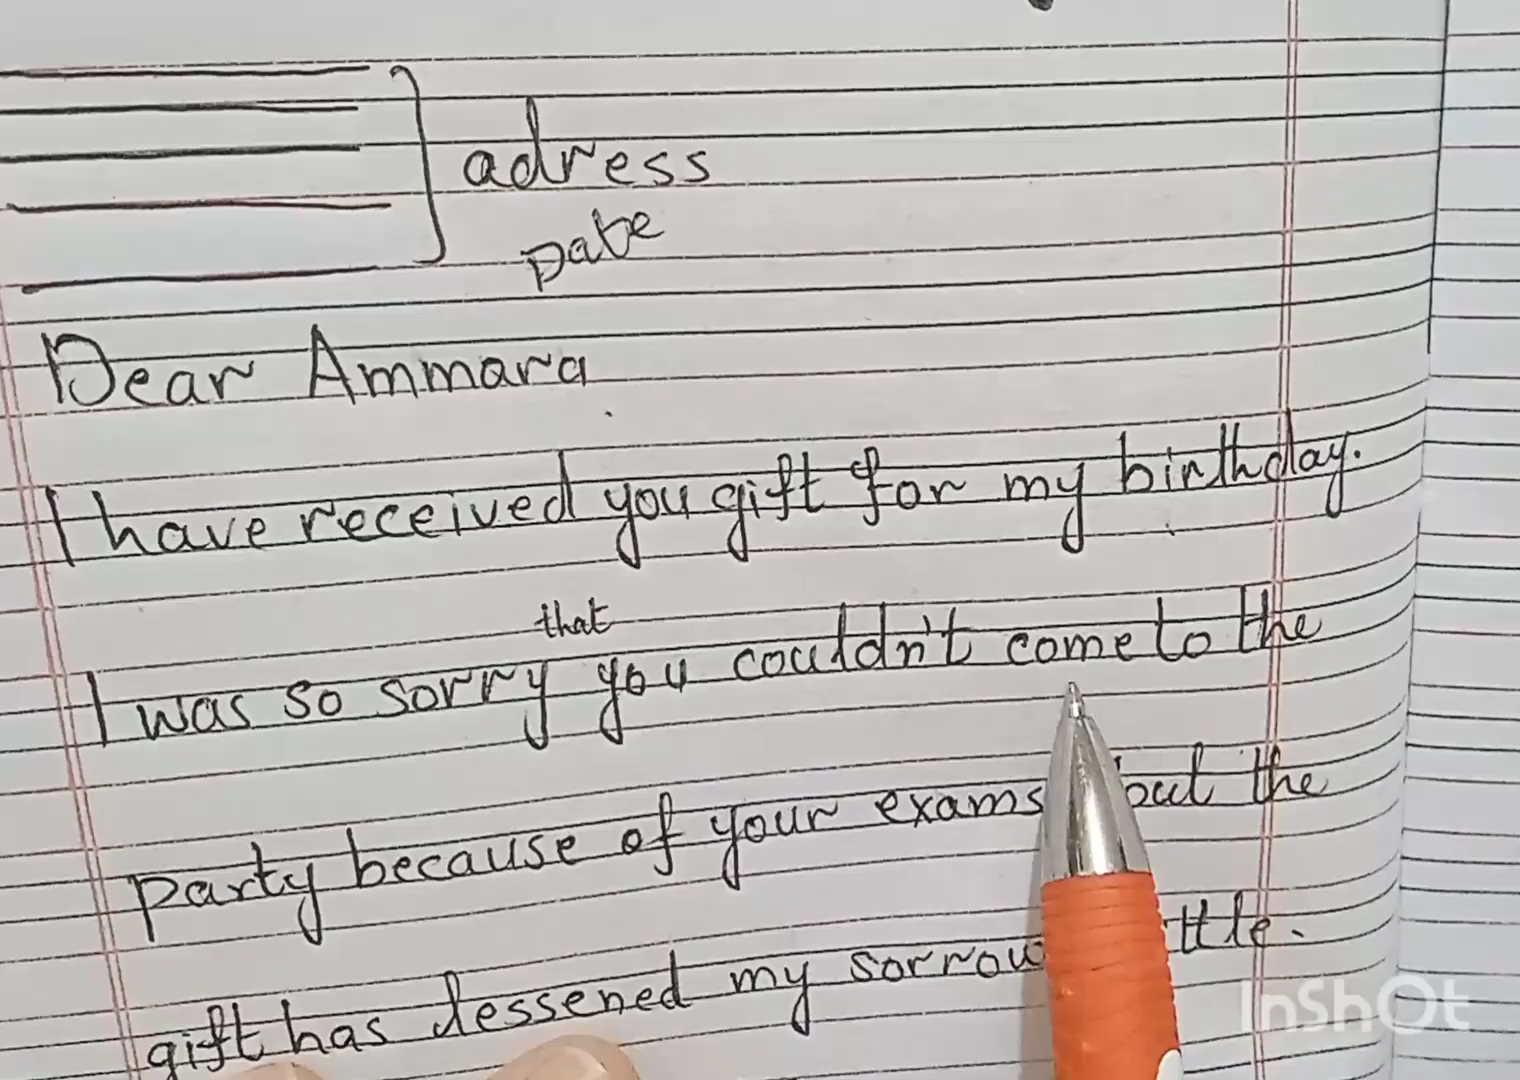 adress
Date
Dear Ammara
I have received you gift for my birthday.
that
I was so sorry you couldn't come to the
party because of your exams but the
gift has lessened my sorrow ttle.
InShOt